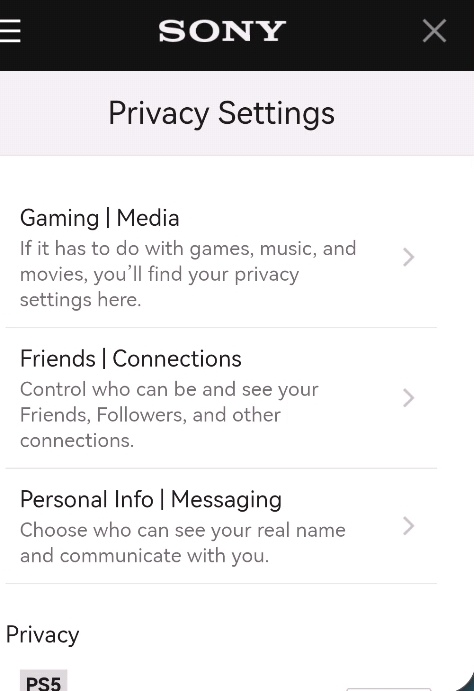 SONY
Privacy Settings
Gaming | Media
If it has to do with games, music, and
movies, you'll find your privacy
settings here.
Friends | Connections
Control who can be and see your
Friends, Followers, and other
connections.
Personal Info | Messaging
Choose who can see your real name
and communicate with you.
Privacy
PS5